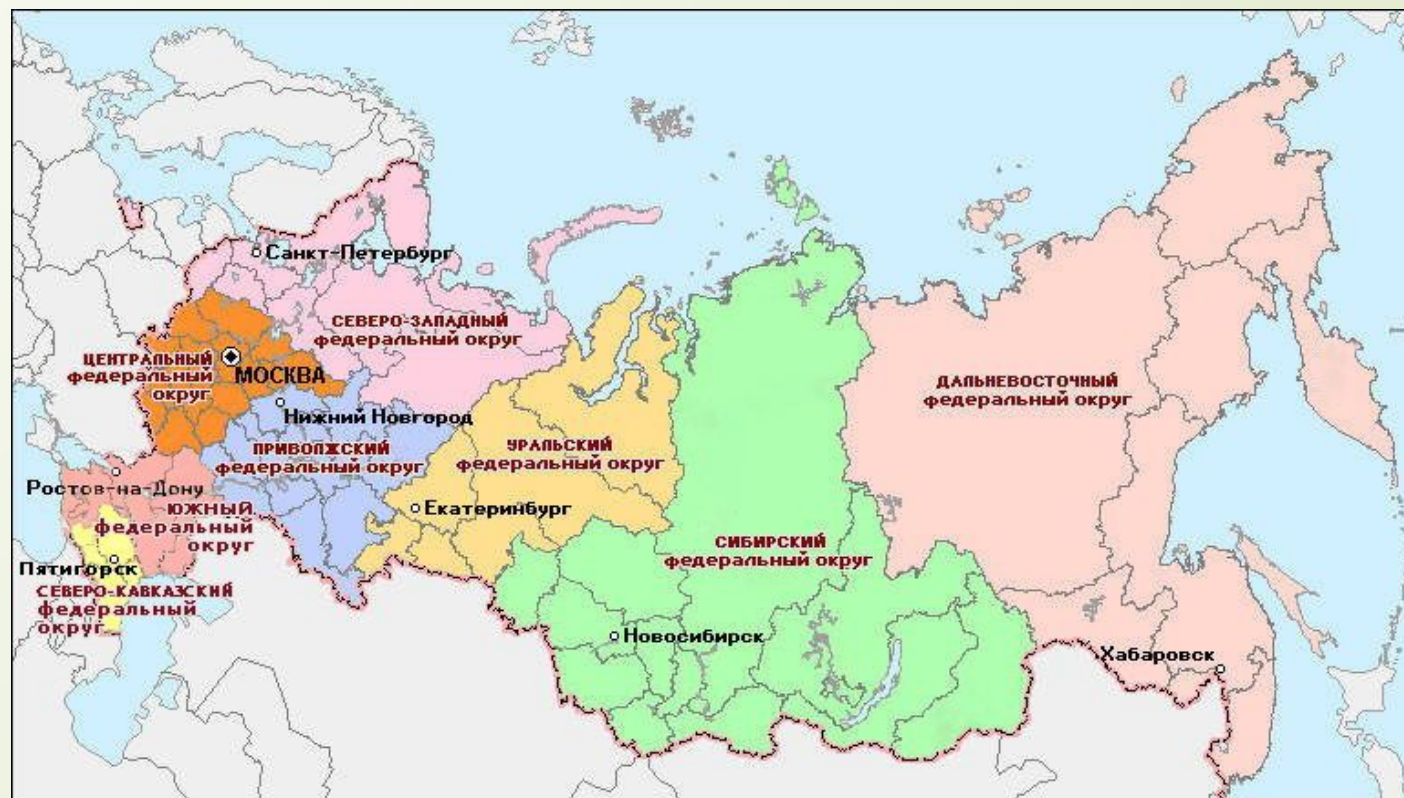 Санкт-Петербург
СЕВЕРО-ЗАПАДНЫЙ
федеральный округ
ЦЕНТРАЛЬНЫЙ
федеральный
округ
МОСКВА
ДАЛЬНЕВОСТОЧНЫЙ
федеральный округ
Нижний Новгород
ПРИВОЛЖСКИЙ
федеральный округ
УРАЛЬСКИЙ
федеральный округ
Ростов-на-Дону
Екатеринбург
ЮЖНЫЙ
федеральный
округ
СИБИРСКИЙ
федеральный округ
Пятигорск
СЕВЕРО-КАВКАЗСКИЙ
федеральный
округ
Новосибирск
Хабаровск